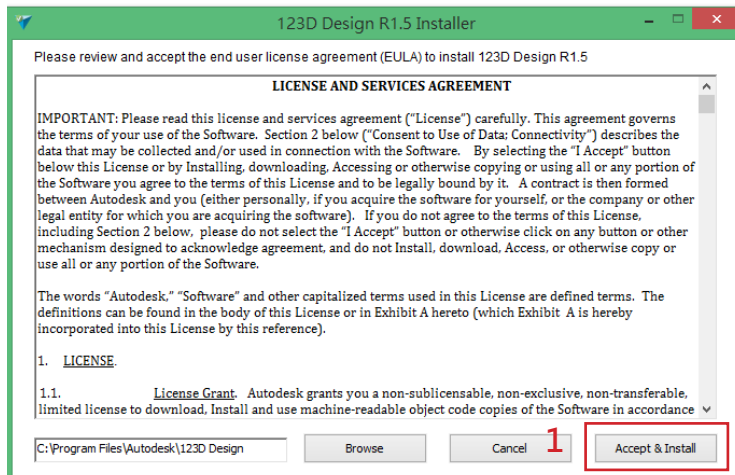 123D Design R1.5 Installer
Please review and accept the end user license agreement (EULA) to install 123D Design R1.5
LICENSE AND SERVICES AGREEMENT
IMPORTANT: Please read this license and services agreement ("License") carefully. This agreement governs
the terms of your use of the Software. Section 2 below ("Consent to Use of Data; Connectivity") describes the
data that may be collected and/or used in connection with the Software. By selecting the "I Accept" button
below this License or by Installing, downloading, Accessing or otherwise copying or using all or any portion of
the Software you agree to the terms of this License and to be legally bound by it. A contract is then formed
between Autodesk and you (either personally, if you acquire the software for yourself, or the company or other
legal entity for which you are acquiring the software). If you do not agree to the terms of this License,
including Section 2 below, please do not select the "I Accept" button or otherwise click on any button or other
mechanism designed to acknowledge agreement, and do not Install, download, Access, or otherwise copy or
use all or any portion of the Software.
The words "Autodesk," "Software" and other capitalized terms used in this License are defined terms. The
definitions can be found in the body of this License or in Exhibit A hereto (which Exhibit A is hereby
incorporated into this License by this reference).
1. LICENSE.
1.1. License Grant. Autodesk grants you a non-sublicensable, non-exclusive, non-transferable,
limited license to download, Install and use machine-readable object code copies of the Software in accordance
C:\Program Files\Autodesk\123D Design Browse Cancel 1 Accept & Install